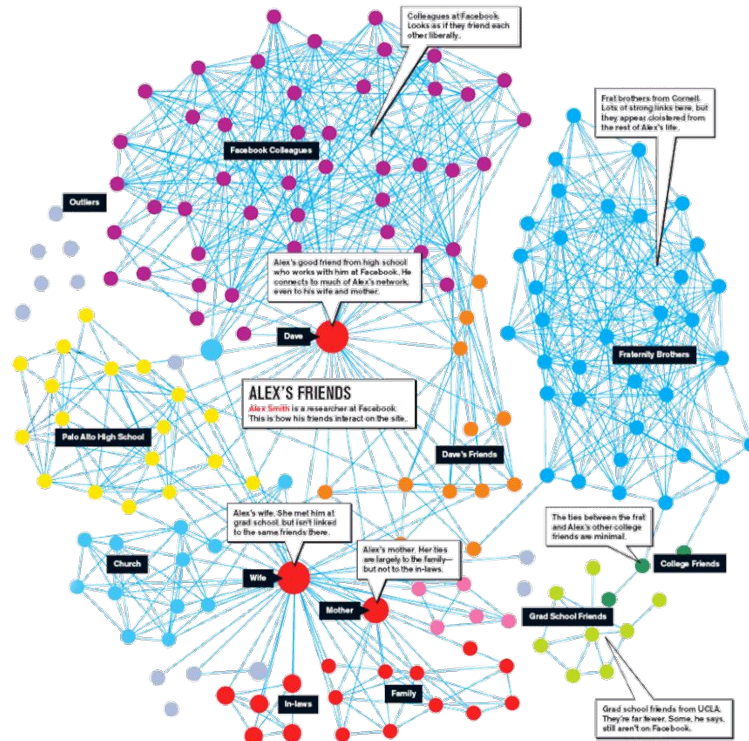 Colleagues at Facebook.
Looks as if they friend each
other liberally.
Frat brothers from Cornell.
Lots of strong links here, but
they appear cloistered from
the rest of Alex's life.
Facebook Colleagues
Outliers
Alex's good friend from high school
who works with him at Facebook. He
connects to much of Alex's network,
even to his wife and mother.
Dave
Fraternity Brothers
ALEX'S FRIENDS
Alex Smith is a researcher at Facebook
This is how his friends interact on the site.
Palo Alto High School
Dave's Friends
Alex's wife. She met him at
grad school, but isn't linked
to the same friends there.
The ties between the frat
and Alex's other college
friends are minimal.
Alex's mother. Her ties
are largely to the family—
but not to the in-laws.
Church
College Friends
Wife
Mother
Grad School Friends
In-laws
Family
Grad school friends from UCLA.
They're far fewer. Some, he says,
still aren't on Facebook.